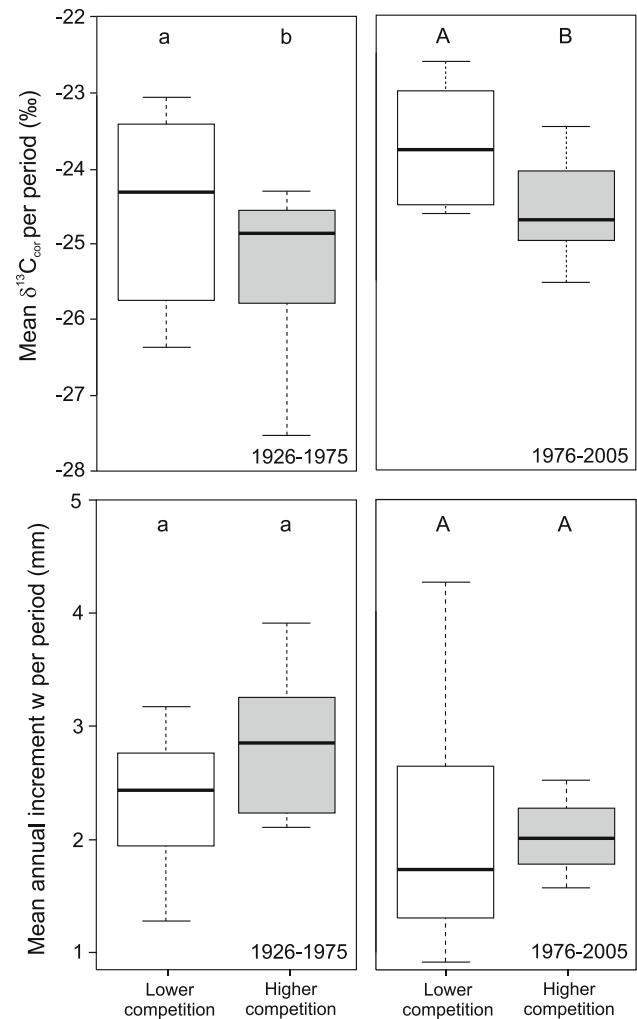 Mean δ¹³C_cor per period (‰)
-22
-23
-24
-25
-26
-27
-28
a b
1926-1975
A B
1976-2005
Mean annual increment w per period (mm)
5
4
3
2
1
a a
1926-1975
A A
1976-2005
Lower
competition
Higher
competition
Lower
competition
Higher
competition